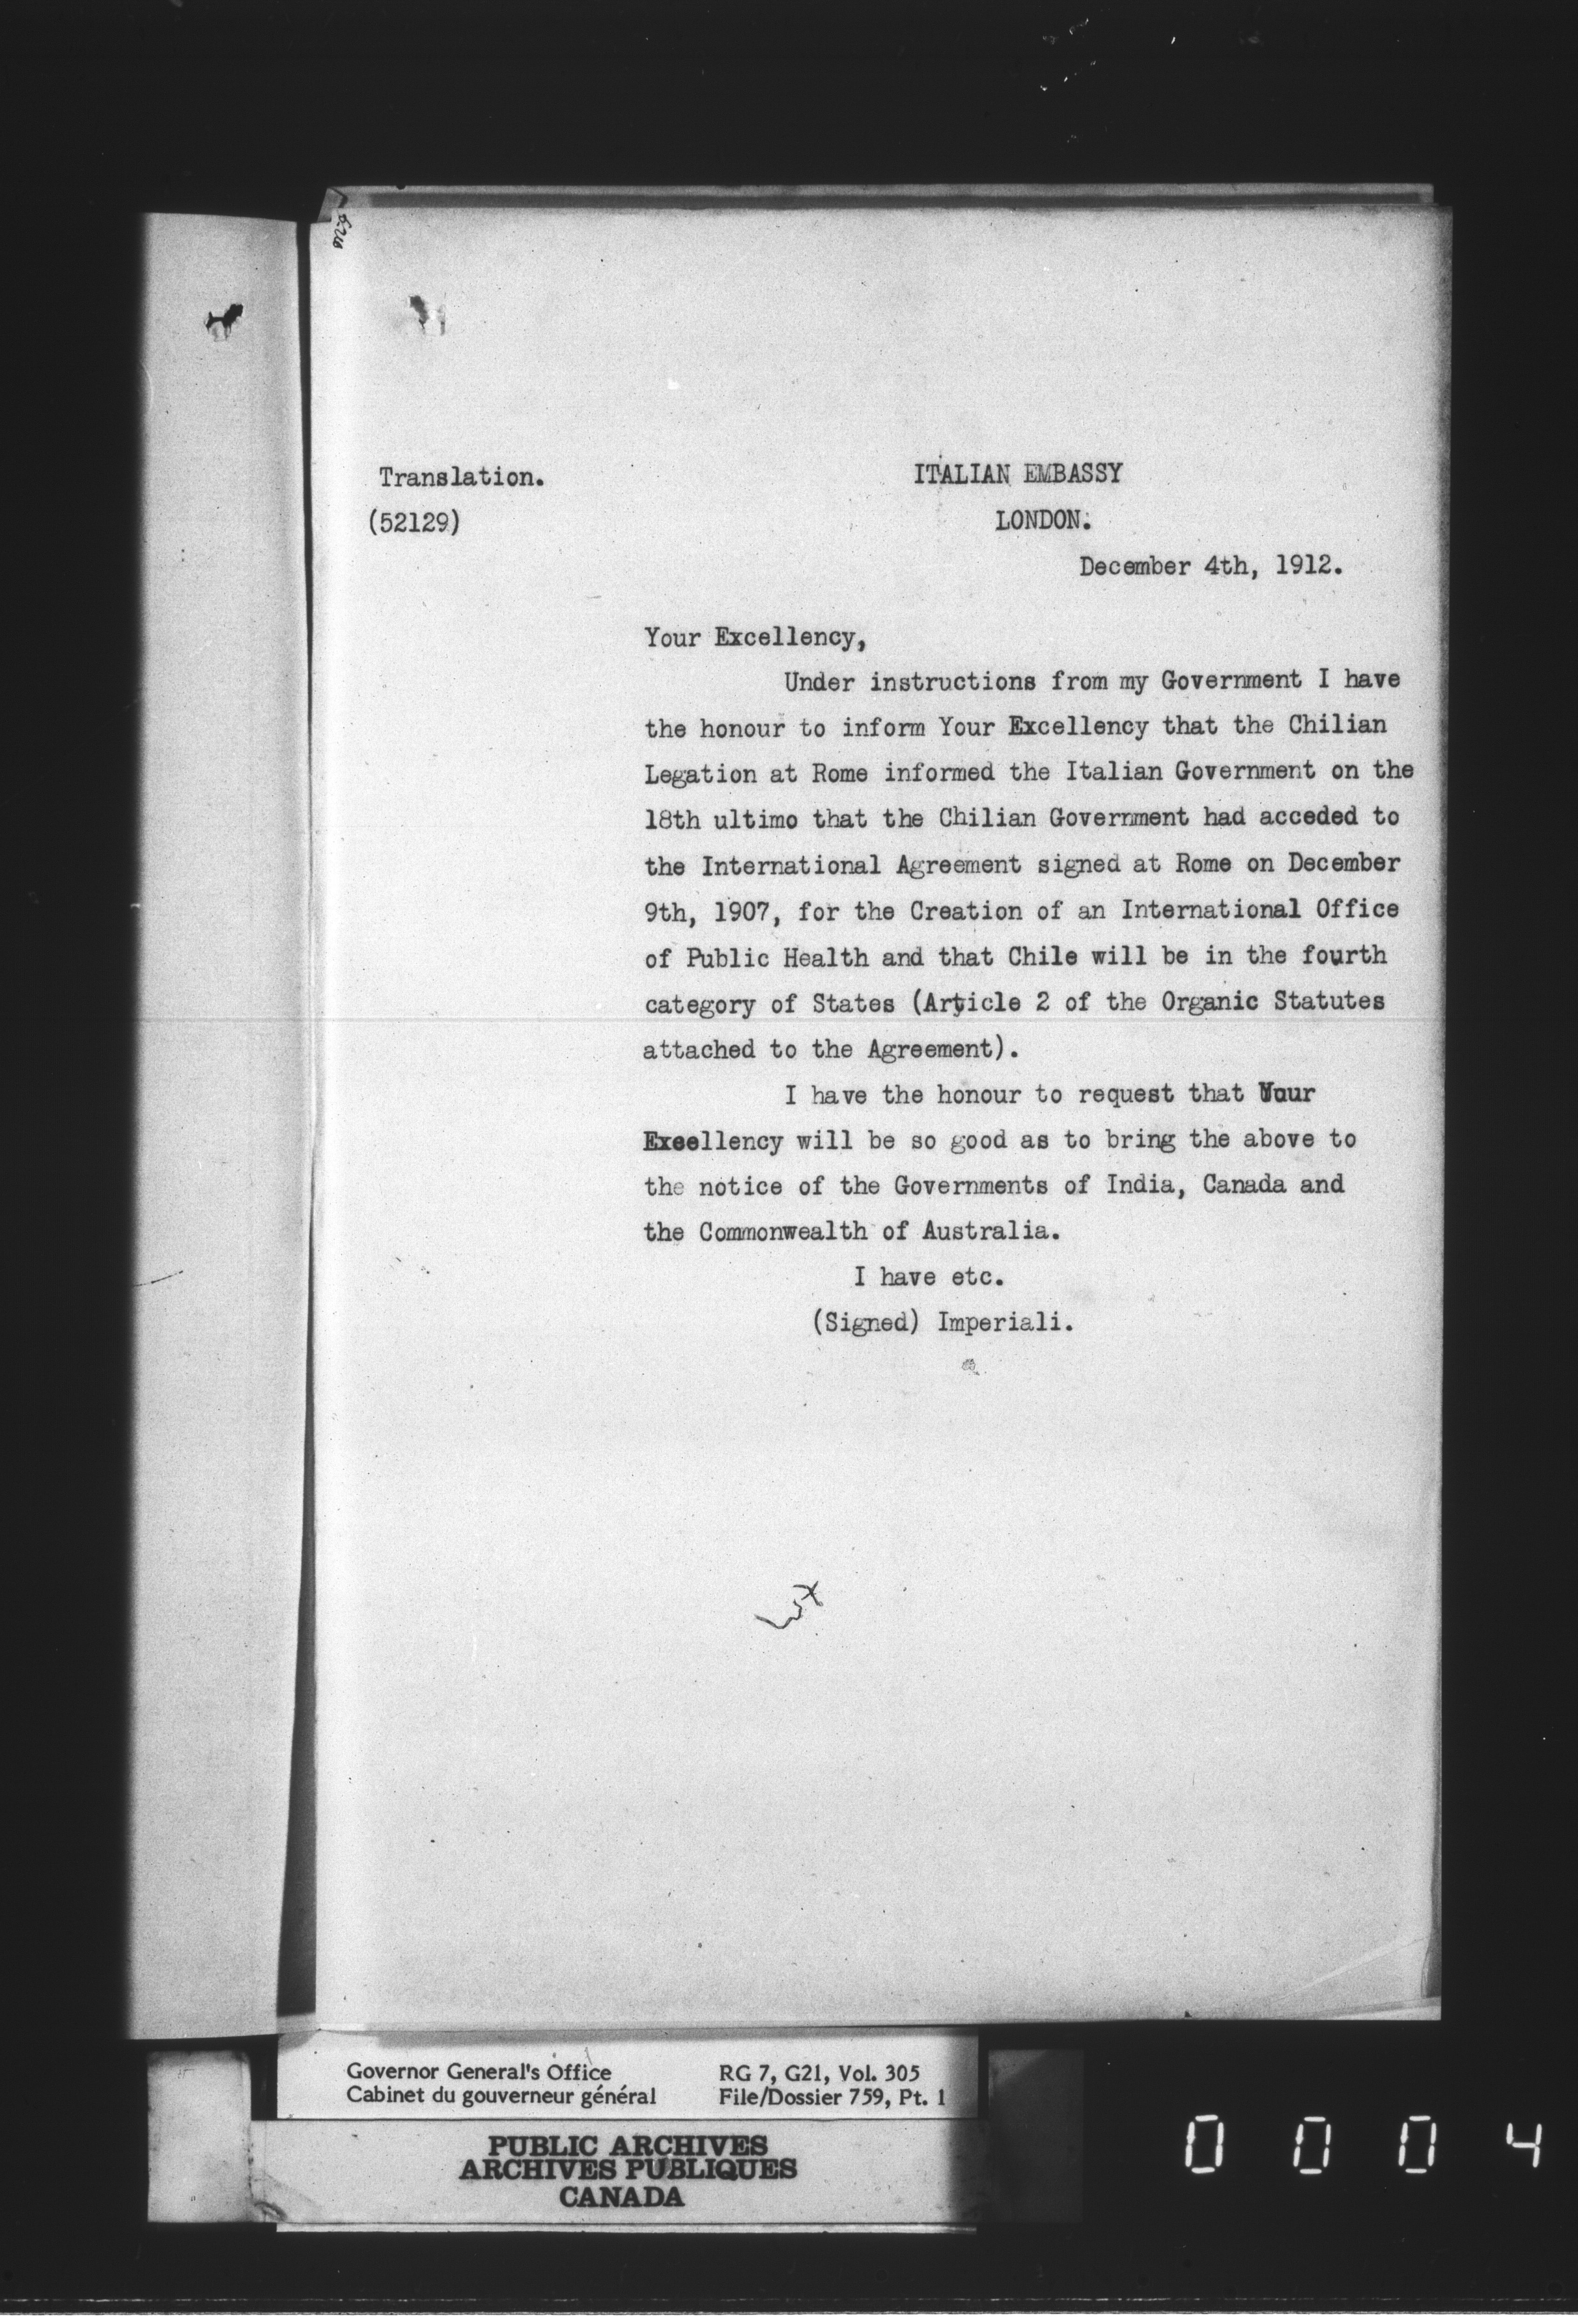 Translation.
(52129)
ITALIAN EMBASSY
LONDON.
December 4th, 1912.
Your Excellency,
Under instructions from my Government I have
the honour to inform Your Excellency that the Chilian
Legation at Rome informed the Italian Government on the
18th ultimo that the Chilian Government had acceded to
the International Agreement signed at Rome on December
9th, 1907, for the Creation of an International Office
of Public Health and that Chile will be in the fourth
category of States (Article 2 of the Organic Statutes
attached to the Agreement).
I have the honour to request that Your
Excellency will be so good as to bring the above to
the notice of the Governments of India, Canada and
the Commonwealth of Australia.
I have etc.
(Signed) Imperiali.
Governor General's Office
Cabinet du gouverneur général
RG 7, G21, Vol. 305
File/Dossier 759, Pt. 1
PUBLIC ARCHIVES
ARCHIVES PUBLIQUES
CANADA
0004